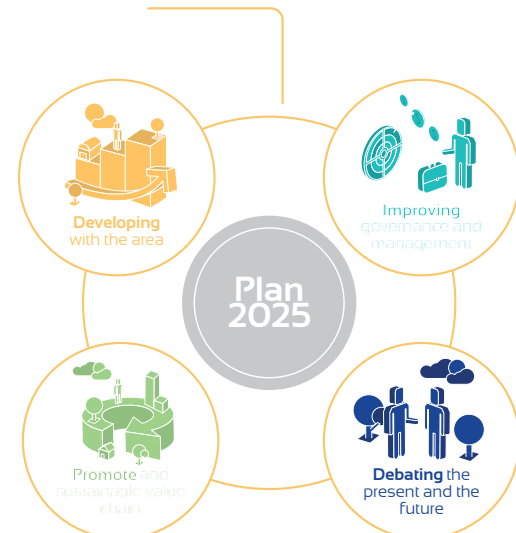 Developing
with the area
Improving
governance and
management
Plan
2025
Promote and
sustainable value
chain
Debating the
present and the
future